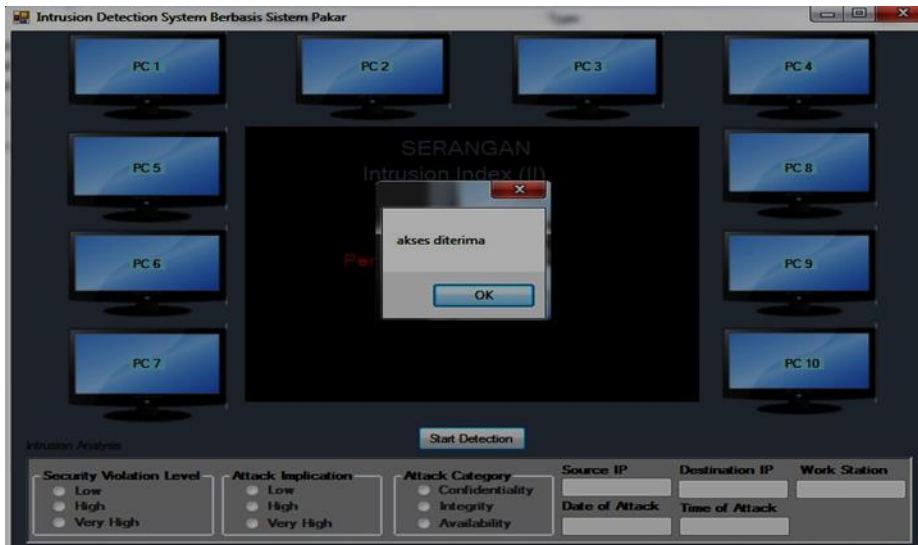 Intrusion Detection System Berbasis Sistem Pakar
Type
PC 1
PC 2
PC 3
PC 4
PC 5
SERANGAN
Intrusion Index (II)
PC 8
akses diterima
OK
PC 6
PC 9
PC 7
PC 10
Start Detection
Intrusion Analysis
Security Violation Level
Low
High
Very High
Attack Implication
Low
High
Very High
Attack Category
Confidentiality
Integrity
Availability
Source IP
Destination IP
Work Station
Date of Attack
Time of Attack